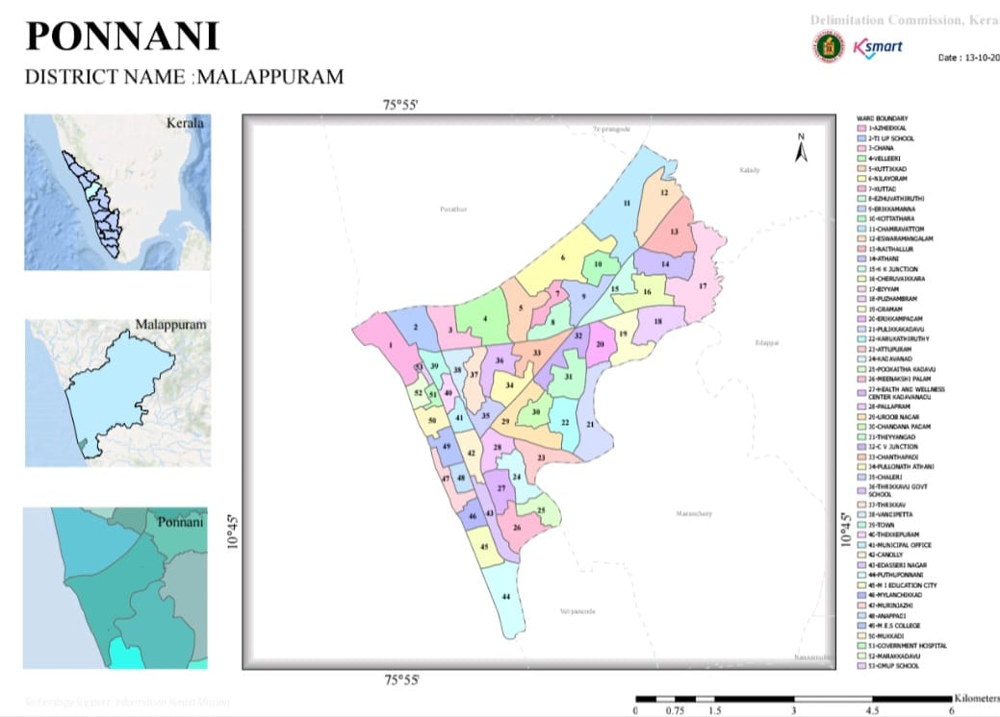 PONNANI
DISTRICT NAME :MALAPPURAM
Delimitation Commission, Kera
Ksmart
Date : 13-10-20
Kerala
Malappuram
Ponnani
75°55'
N
Triprangode
Kalady
Purathur
Edappal
Maranchery
Veliyancode
10°45'
10°45'
1
2
3
4
5
6
7
8
9
10
11
12
13
14
15
16
17
18
19
20
21
22
23
24
25
26
27
28
29
30
31
32
33
34
35
36
37
38
39
40
41
42
43
44
45
46
47
48
49
50
51
52
53
75°55'
WARD BOUNDARY
1-AZHEEKKAL
2-TI UP SCHOOL
3-CHANA
4-VELLEERI
5-KUTTIKKAD
6-NILAYORAM
7-KUTTAD
8-EZHUVATHIRUTHI
9-ERIKKAMANNA
10-KOTTATHARA
11-CHAMRAVATTOM
12-ESWARAMANGALAM
13-NAITHALLUR
14-ATHANI
15-K K JUNCTION
16-CHERUVAIKKARA
17-BIYYAM
18-PUZHAMBRAM
19-GRAMAM
20-ERIKKAMPADAM
21-PULIKKAKADAVU
22-KARUKATHIRUTHY
23-ATTUPURAM
24-KADAVANAD
25-POOKAITHA KADAVU
26-MEENAKSHI PALAM
27-HEALTH AND WELLNESS
CENTER KADAVANADU
28-PALLAPRAM
29-UROOB NAGAR
30-CHANDANA PADAM
31-THEYYANGAD
32-C V JUNCTION
33-CHANTHAPADI
34-PULLONATH ATHANI
35-CHALERI
36-THRIKKAVU GOVT
SCHOOL
37-THRIKKAV
38-VANDIPETTA
39-TOWN
40-THEKKEPURAM
41-MUNICIPAL OFFICE
42-CANOLLY
43-EDASSERI NAGAR
44-PUTHUPONNANI
45-M I EDUCATION CITY
46-MYLANCHIKKAD
47-MURINJAZHI
48-ANAPPADI
49-M.E.S COLLEGE
50-MUKKADI
51-GOVERNMENT HOSPITAL
52-MARAKKADAVU
53-GMUP SCHOOL
Technology Support: Information Kerala Mission
Kilometers
0 0.75 1.5 3 4.5 6